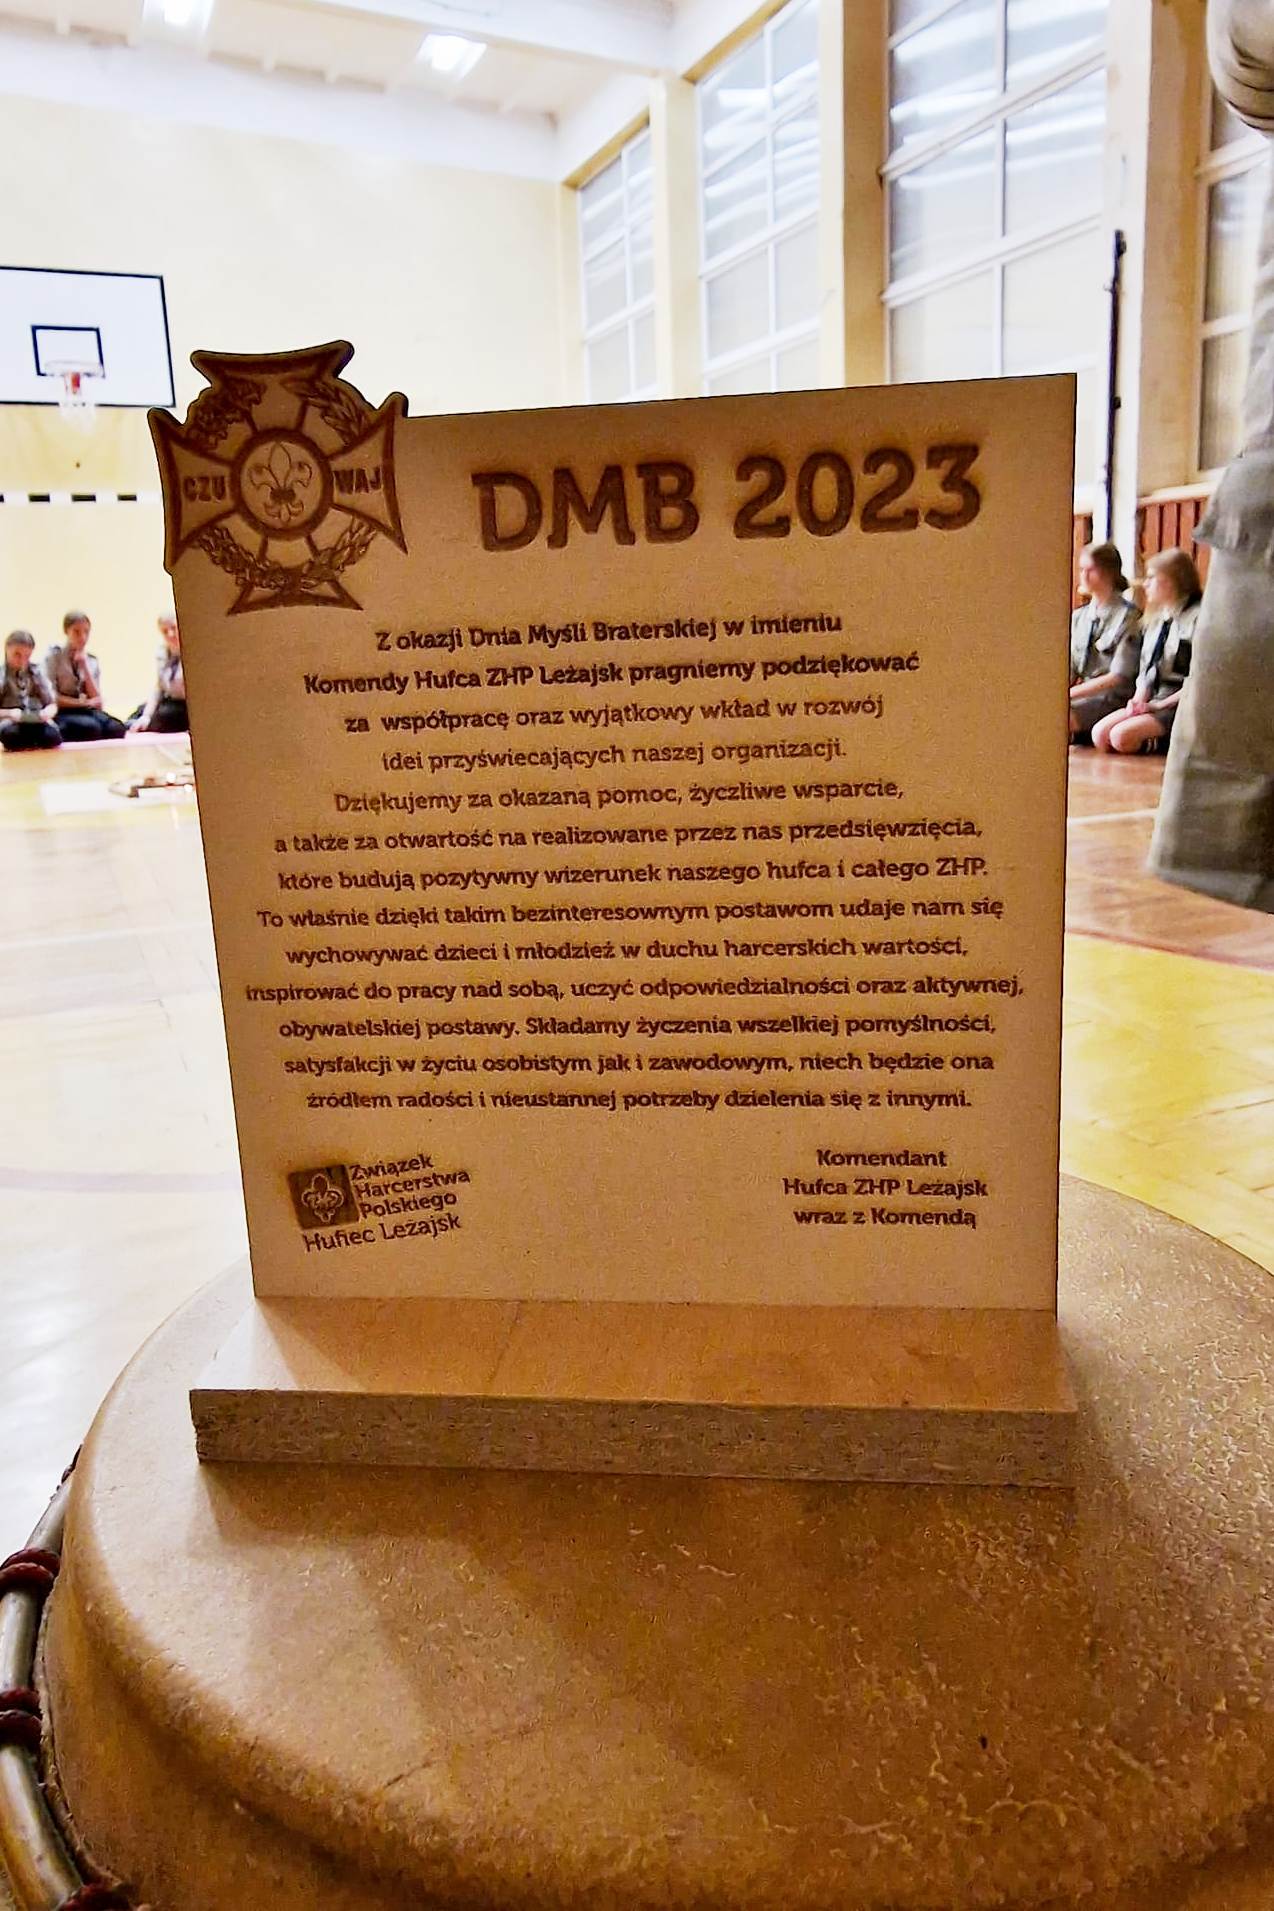 CZU WAJ
DMB 2023
Z okazji Dnia Myśli Braterskiej w imieniu
Komendy Hufca ZHP Leżajsk pragniemy podziękować
za współpracę oraz wyjątkowy wkład w rozwój
idei przyświecających naszej organizacji.
Dziękujemy za okazaną pomoc, życzliwe wsparcie,
a także za otwartość na realizowane przez nas przedsięwzięcia,
które budują pozytywny wizerunek naszego hufca i całego ZHP.
To właśnie dzięki takim bezinteresownym postawom udaje nam się
wychowywać dzieci i młodzież w duchu harcerskich wartości,
inspirować do pracy nad sobą, uczyć odpowiedzialności oraz aktywnej,
obywatelskiej postawy. Składamy życzenia wszelkiej pomyślności,
satysfakcji w życiu osobistym jak i zawodowym, niech będzie ona
źródłem radości i nieustannej potrzeby dzielenia się z innymi.
Związek
Harcerstwa
Polskiego
Hufiec Leżajsk
Komendant
Hufca ZHP Leżajsk
wraz z Komendą